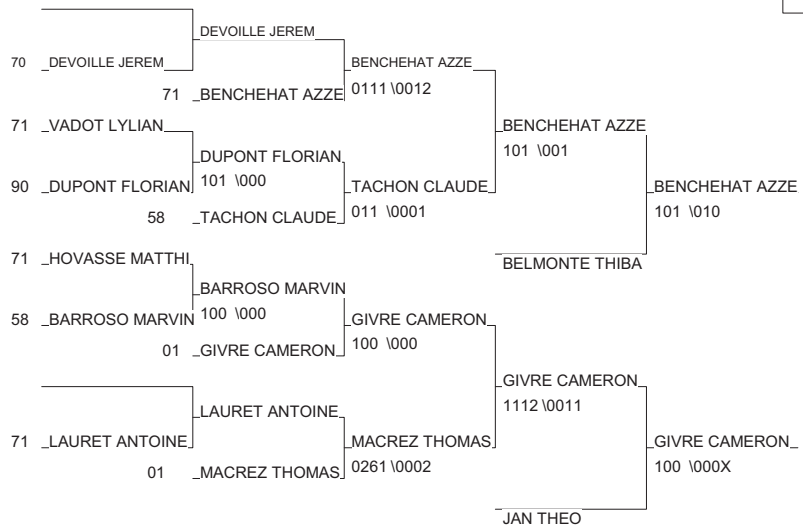 DEVOILLE JEREM
70 DEVOILLE JEREM
BENCHEHAT AZZE
71 BENCHEHAT AZZE
0111 \0012
71 VADOT LYLIAN
BENCHEHAT AZZE
101 \001
DUPONT FLORIAN
101 \000
90 DUPONT FLORIAN
TACHON CLAUDE
011 \0001
BENCHEHAT AZZE
101 \010
58 TACHON CLAUDE
71 HOVASSE MATTHI
BELMONTE THIBA
BARROSO MARVIN
100 \000
58 BARROSO MARVIN
GIVRE CAMERON
100 \000
01 GIVRE CAMERON
GIVRE CAMERON
1112 \0011
LAURET ANTOINE
71 LAURET ANTOINE
MACREZ THOMAS
0261 \0002
GIVRE CAMERON
100 \000X
01 MACREZ THOMAS
JAN THEO